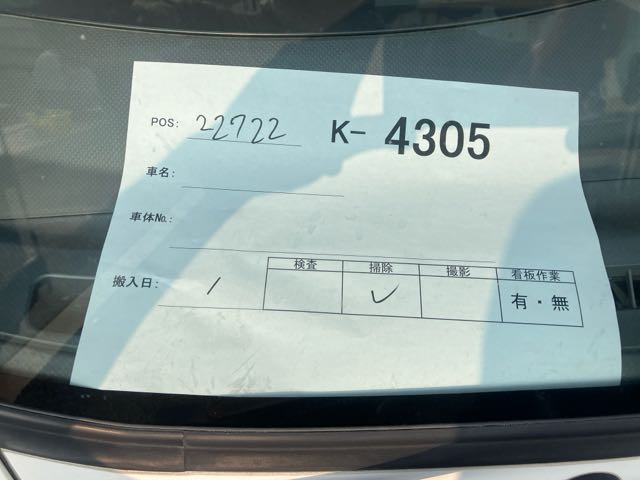 POS: 22722 K- 4305
車名:
車体No.:
検査 掃除 撮影 看板作業
搬入日: / ✓ 有・無